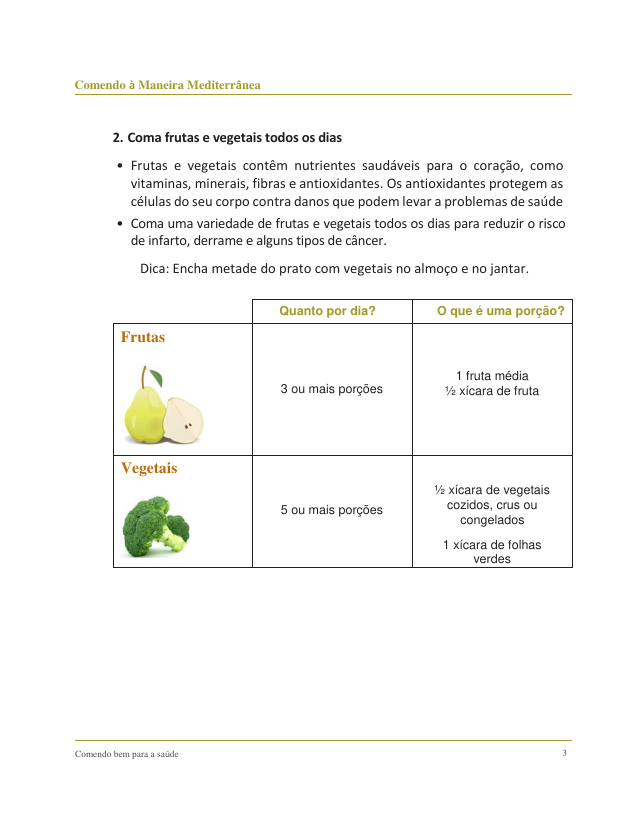 Comendo à Maneira Mediterrânea
2. Coma frutas e vegetais todos os dias
• Frutas e vegetais contêm nutrientes saudáveis para o coração, como
vitaminas, minerais, fibras e antioxidantes. Os antioxidantes protegem as
células do seu corpo contra danos que podem levar a problemas de saúde
• Coma uma variedade de frutas e vegetais todos os dias para reduzir o risco
de infarto, derrame e alguns tipos de câncer.
Dica: Encha metade do prato com vegetais no almoço e no jantar.
Quanto por dia? O que é uma porção?
Frutas
3 ou mais porções
1 fruta média
½ xícara de fruta
Vegetais
5 ou mais porções
½ xícara de vegetais
cozidos, crus ou
congelados
1 xícara de folhas
verdes
Comendo bem para a saúde 3